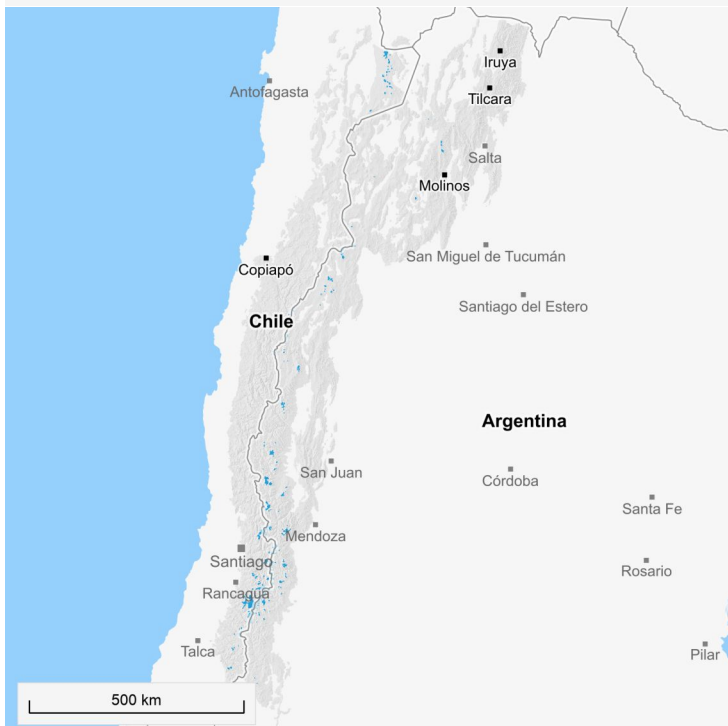 Iruya
Antofagasta
Tilcara
Salta
Molinos
San Miguel de Tucumán
Copiapó
Santiago del Estero
Chile
Argentina
San Juan
Córdoba
Santa Fe
Mendoza
Santiago
Rosario
Rancagua
Talca
Pilar
500 km